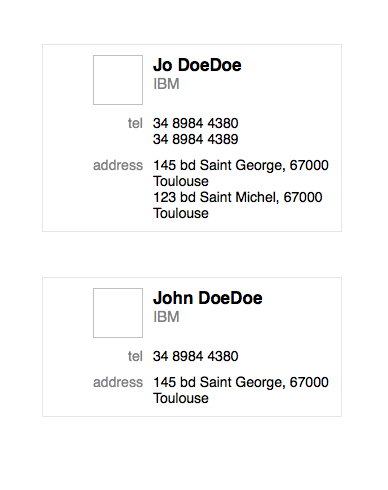 Jo DoeDoe
IBM
tel 34 8984 4380
34 8984 4389
address 145 bd Saint George, 67000
Toulouse
123 bd Saint Michel, 67000
Toulouse
John DoeDoe
IBM
tel 34 8984 4380
address 145 bd Saint George, 67000
Toulouse